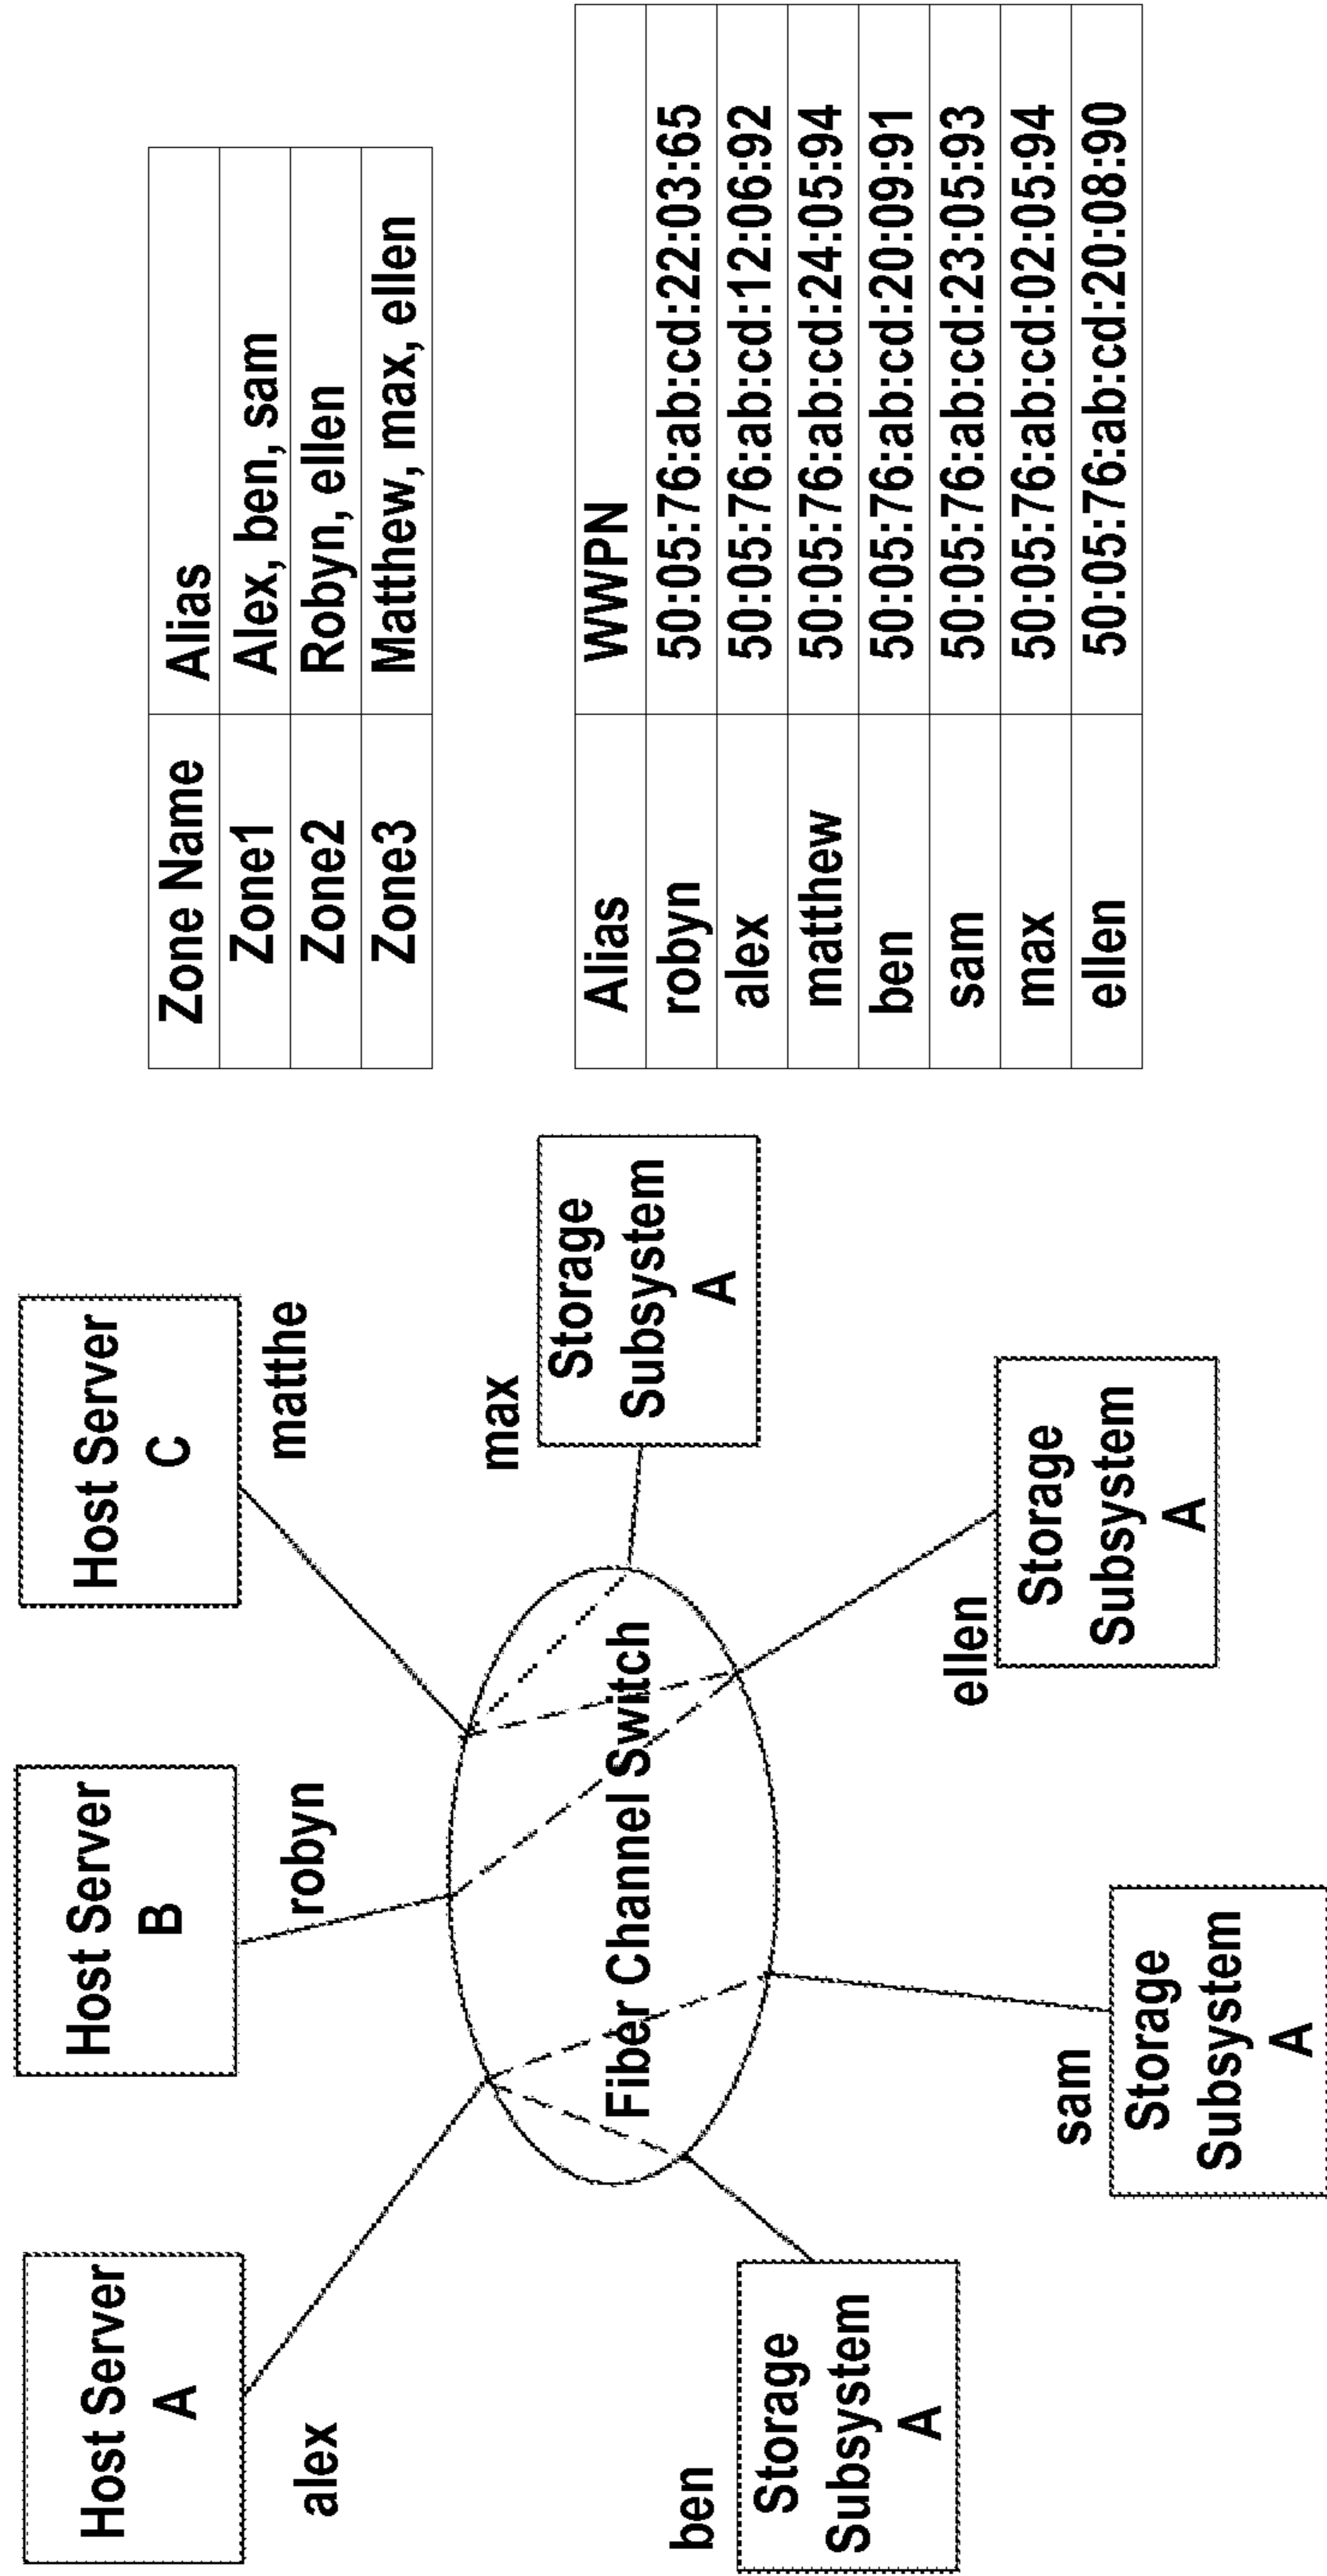 Host Server
A
Host Server
B
Host Server
C
alex
robyn
matthe
Fiber Channel Switch
ben
sam
ellen
max
Storage
Subsystem
A
Storage
Subsystem
A
Storage
Subsystem
A
Storage
Subsystem
A
Zone Name Alias
Zone1 Alex, ben, sam
Zone2 Robyn, ellen
Zone3 Matthew, max, ellen
Alias WWPN
robyn 50:05:76:ab:cd:22:03:65
alex 50:05:76:ab:cd:12:06:92
matthew 50:05:76:ab:cd:24:05:94
ben 50:05:76:ab:cd:20:09:91
sam 50:05:76:ab:cd:23:05:93
max 50:05:76:ab:cd:02:05:94
ellen 50:05:76:ab:cd:20:08:90